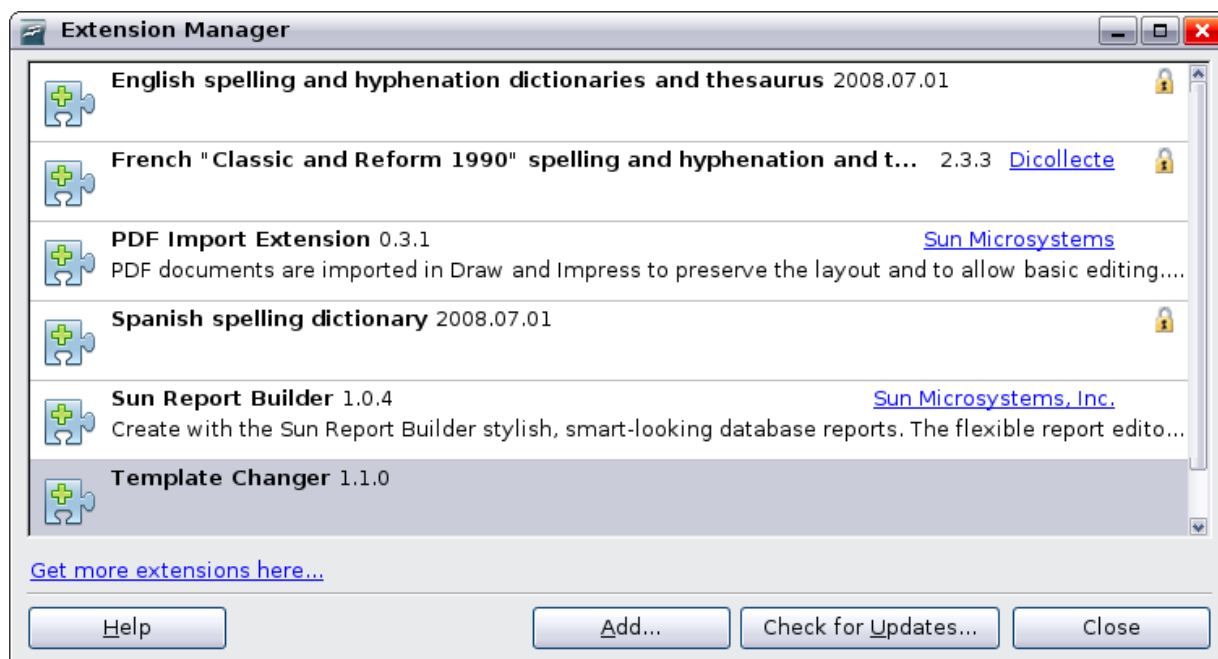 Extension Manager
English spelling and hyphenation dictionaries and thesaurus 2008.07.01
French "Classic and Reform 1990" spelling and hyphenation and t... 2.3.3 Dicollecte
PDF Import Extension 0.3.1 Sun Microsystems
PDF documents are imported in Draw and Impress to preserve the layout and to allow basic editing....
Spanish spelling dictionary 2008.07.01
Sun Report Builder 1.0.4 Sun Microsystems, Inc.
Create with the Sun Report Builder stylish, smart-looking database reports. The flexible report edito...
Template Changer 1.1.0
Get more extensions here...
Help Add... Check for Updates... Close